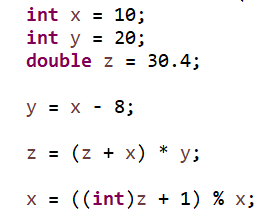 int x = 10;
int y = 20;
double z = 30.4;
y = x - 8;
z = (z + x) * y;
x = ((int)z + 1) % x;